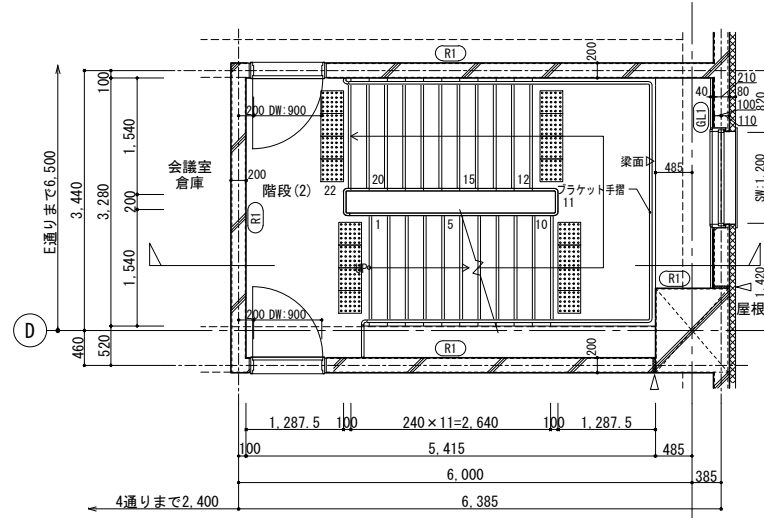 R1
200
210
40
80
820
100
110
GL1
100
1,540
200 DW:900
梁面
485
SW:1,200
E通りまで6,500
3,440
3,280
会議室
倉庫
200
階段(2)
22
20
15
12
ブラケット手摺
11
200
R1
1
5
10
1,540
UP
R1
1,420
屋根
200 DW:900
D
460
520
R1
200
1,287.5
100
240×11=2,640
100
1,287.5
100
5,415
485
6,000
385
4通りまで2,400
6,385